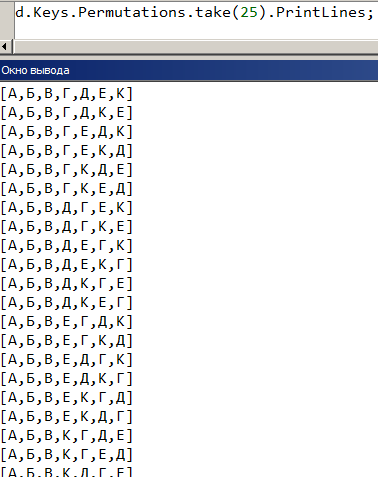 d.Keys.Permutations.take(25).PrintLines;
Окно вывода
[А,Б,В,Г,Д,Е,К]
[А,Б,В,Г,Д,К,Е]
[А,Б,В,Г,Е,Д,К]
[А,Б,В,Г,Е,К,Д]
[А,Б,В,Г,К,Д,Е]
[А,Б,В,Г,К,Е,Д]
[А,Б,В,Д,Г,Е,К]
[А,Б,В,Д,Г,К,Е]
[А,Б,В,Д,Е,Г,К]
[А,Б,В,Д,Е,К,Г]
[А,Б,В,Д,К,Г,Е]
[А,Б,В,Д,К,Е,Г]
[А,Б,В,Е,Г,Д,К]
[А,Б,В,Е,Г,К,Д]
[А,Б,В,Е,Д,Г,К]
[А,Б,В,Е,Д,К,Г]
[А,Б,В,Е,К,Г,Д]
[А,Б,В,Е,К,Д,Г]
[А,Б,В,К,Г,Д,Е]
[А,Б,В,К,Г,Е,Д]
[А,Б,В,К,Д,Г,Е]